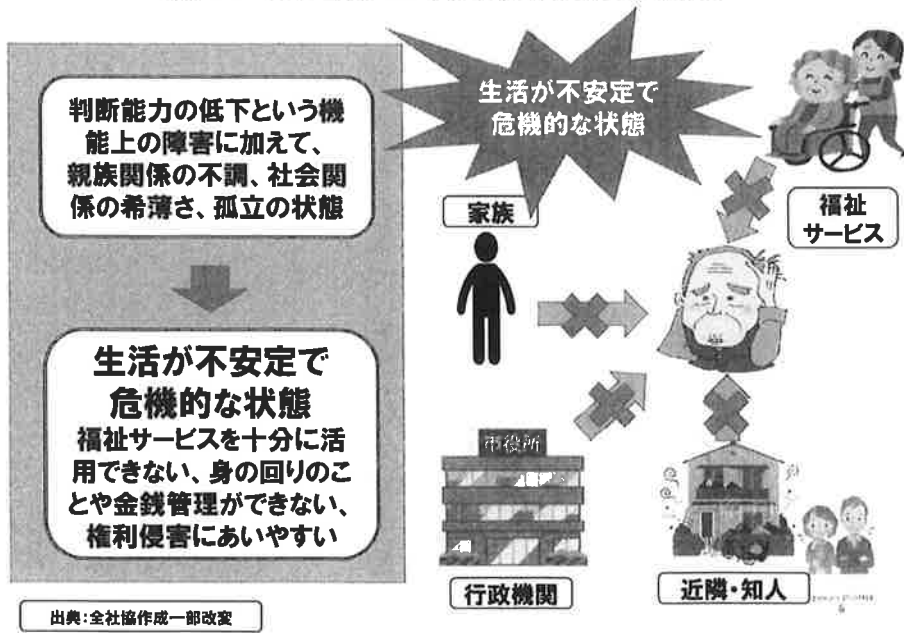 判断能力の低下という機
能上の障害に加えて、
親族関係の不調、社会関
係の希薄さ、孤立の状態
生活が不安定で
危機的な状態
福祉サービスを十分に活
用できない、身の回りのこ
とや金銭管理ができない、
権利侵害にあいやすい
出典:全社協作成一部改変
生活が不安定で
危機的な状態
家族
福祉
サービス
市役所
行政機関
近隣・知人